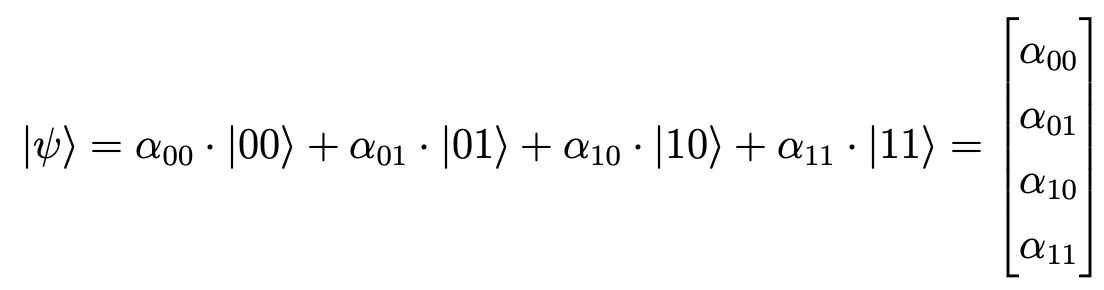 |ψ⟩ = α₀₀ · |00⟩ + α₀₁ · |01⟩ + α₁₀ · |10⟩ + α₁₁ · |11⟩ = [α₀₀
α₀₁
α₁₀
α₁₁]